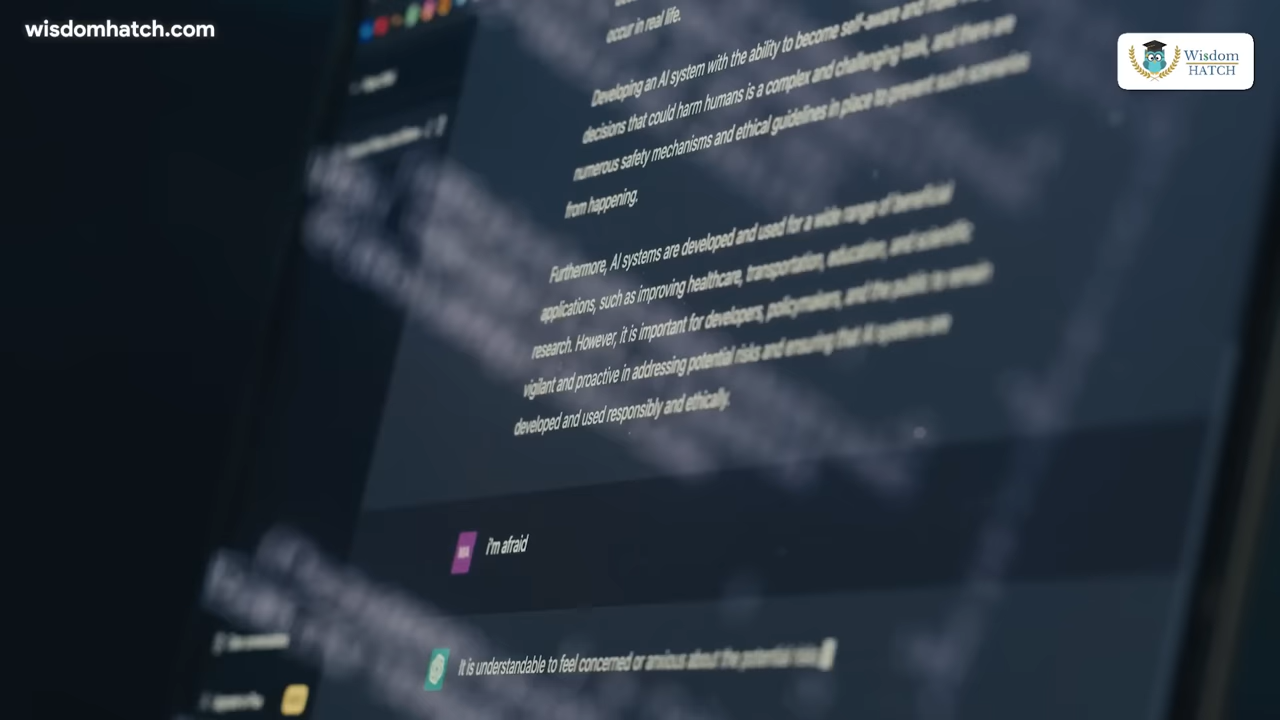 wisdomhatch.com
Wisdom
HATCH
occur in real life.
Developing an AI system with the ability to become self-aware and make
decisions that could harm humans is a complex and challenging task, and there are
numerous safety mechanisms and ethical guidelines in place to prevent such scenarios
from happening.
Furthermore, AI systems are developed and used for a wide range of beneficial
applications, such as improving healthcare, transportation, education, and scientific
research. However, it is important for developers, policymakers, and the public to remain
vigilant and proactive in addressing potential risks and ensuring that AI systems are
developed and used responsibly and ethically.
MA
i'm afraid
It is understandable to feel concerned or anxious about the potential risks